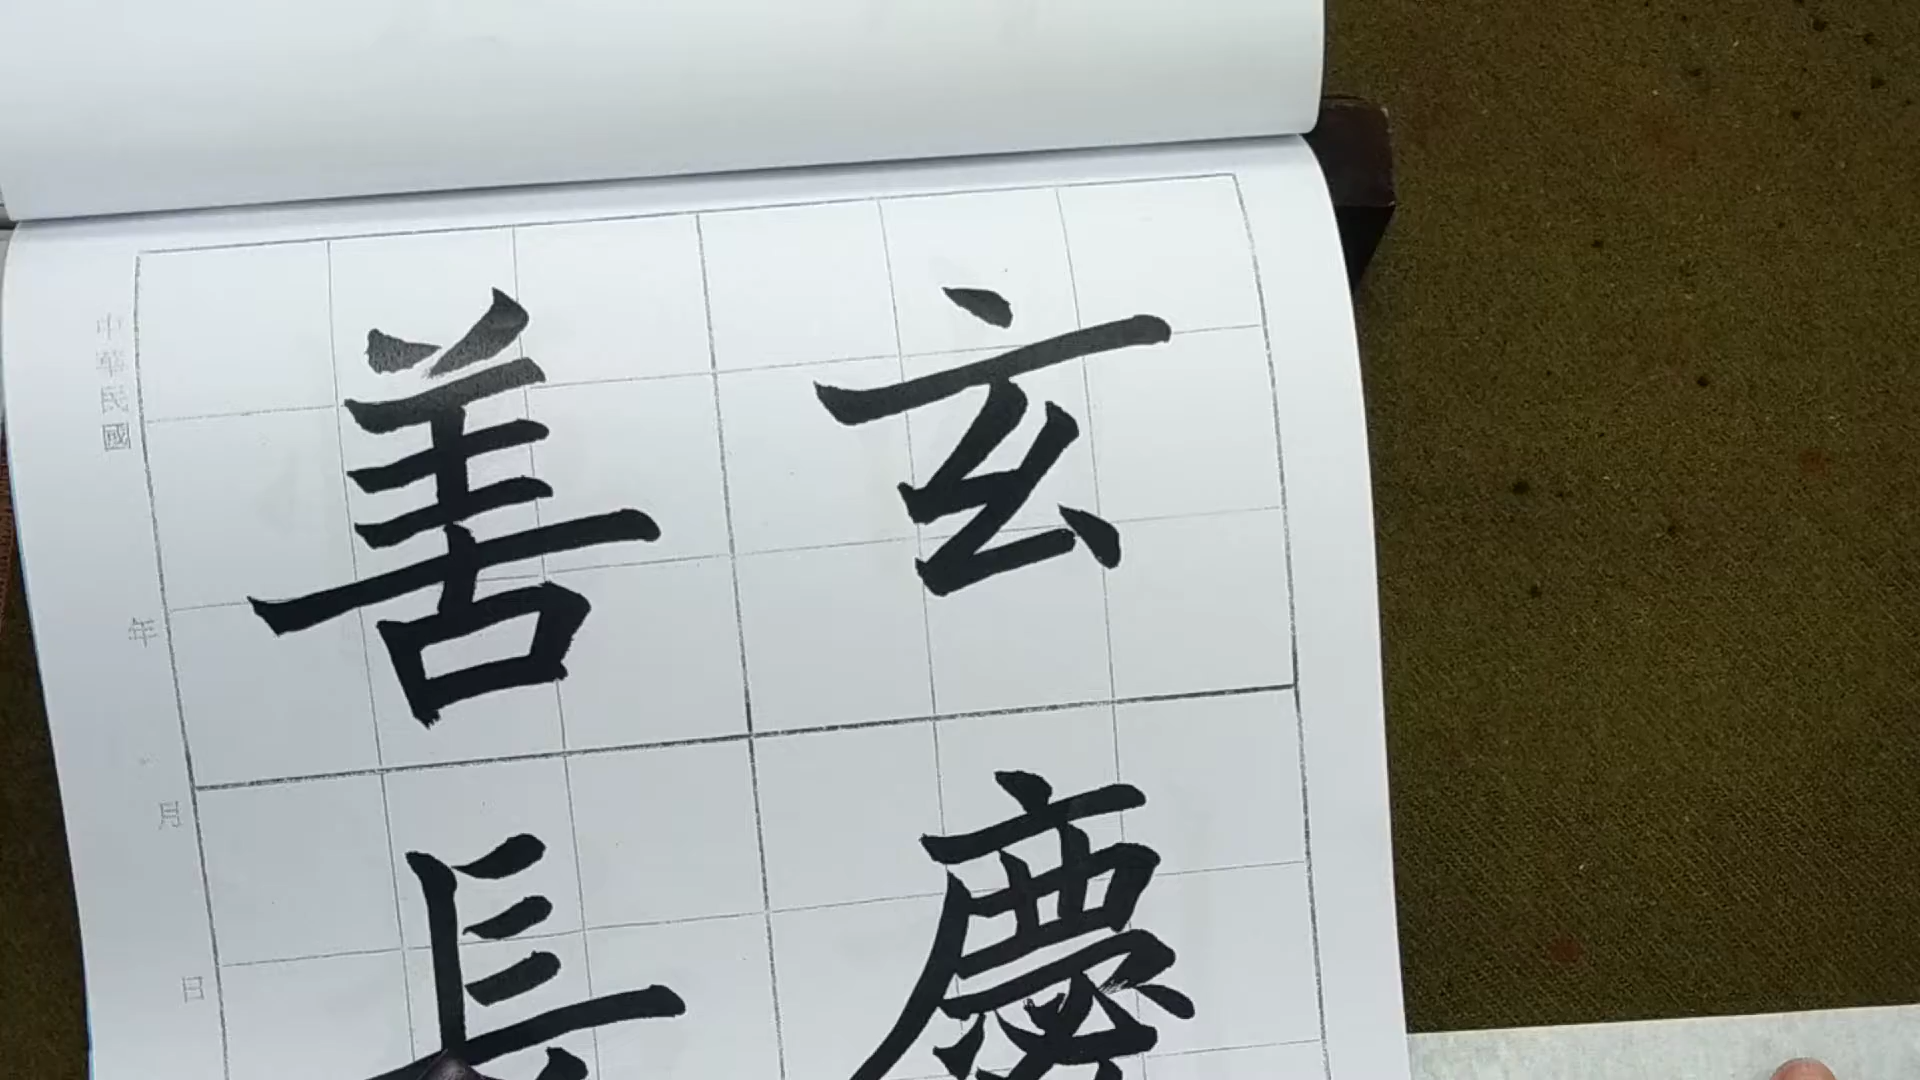 玄慶
善長
中華民國 年 月 日